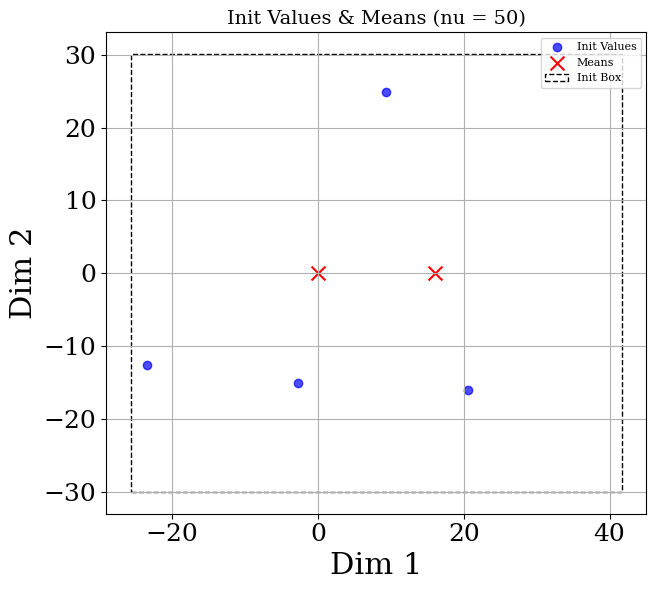 Init Values & Means (nu = 50)
Init Values
Means
Init Box
Dim 2
30
20
10
0
−10
−20
−30
−20
0
20
40
Dim 1